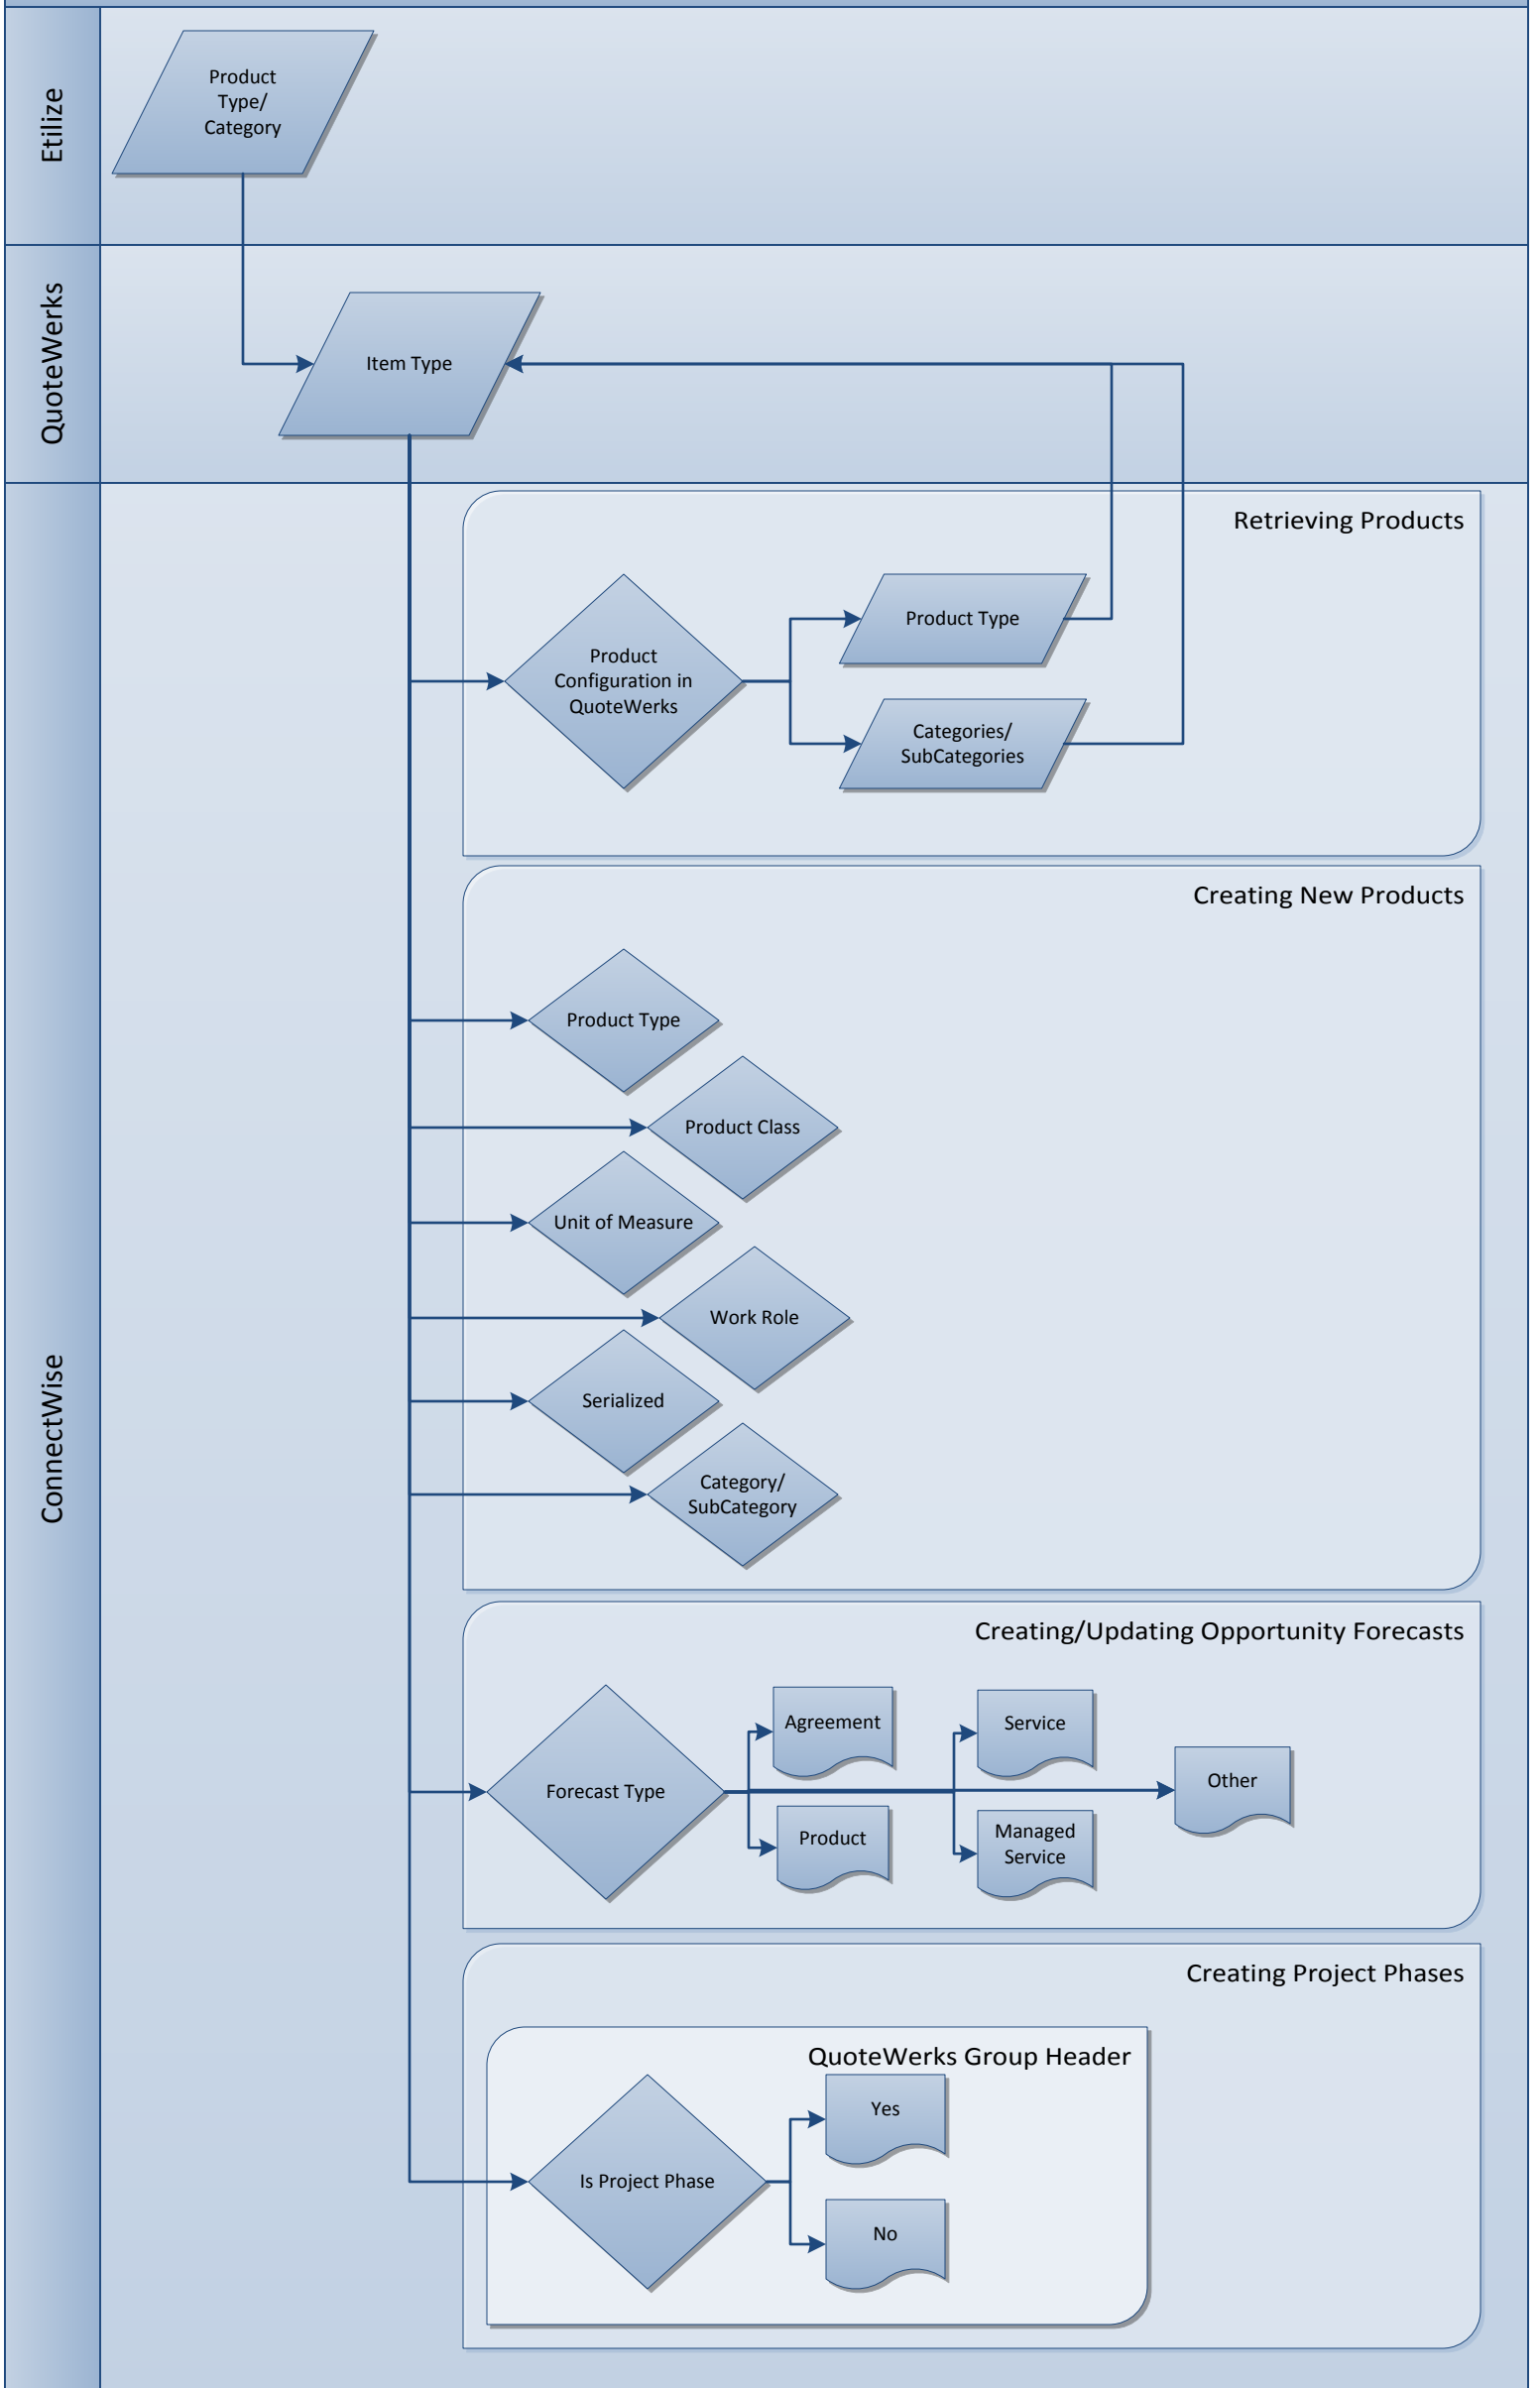 Etilize
Product
Type/
Category
QuoteWerks
Item Type
ConnectWise
Retrieving Products
Product
Configuration in
QuoteWerks
Product Type
Categories/
SubCategories
Creating New Products
Product Type
Product Class
Unit of Measure
Work Role
Serialized
Category/
SubCategory
Creating/Updating Opportunity Forecasts
Forecast Type
Agreement
Service
Other
Product
Managed
Service
Creating Project Phases
QuoteWerks Group Header
Is Project Phase
Yes
No